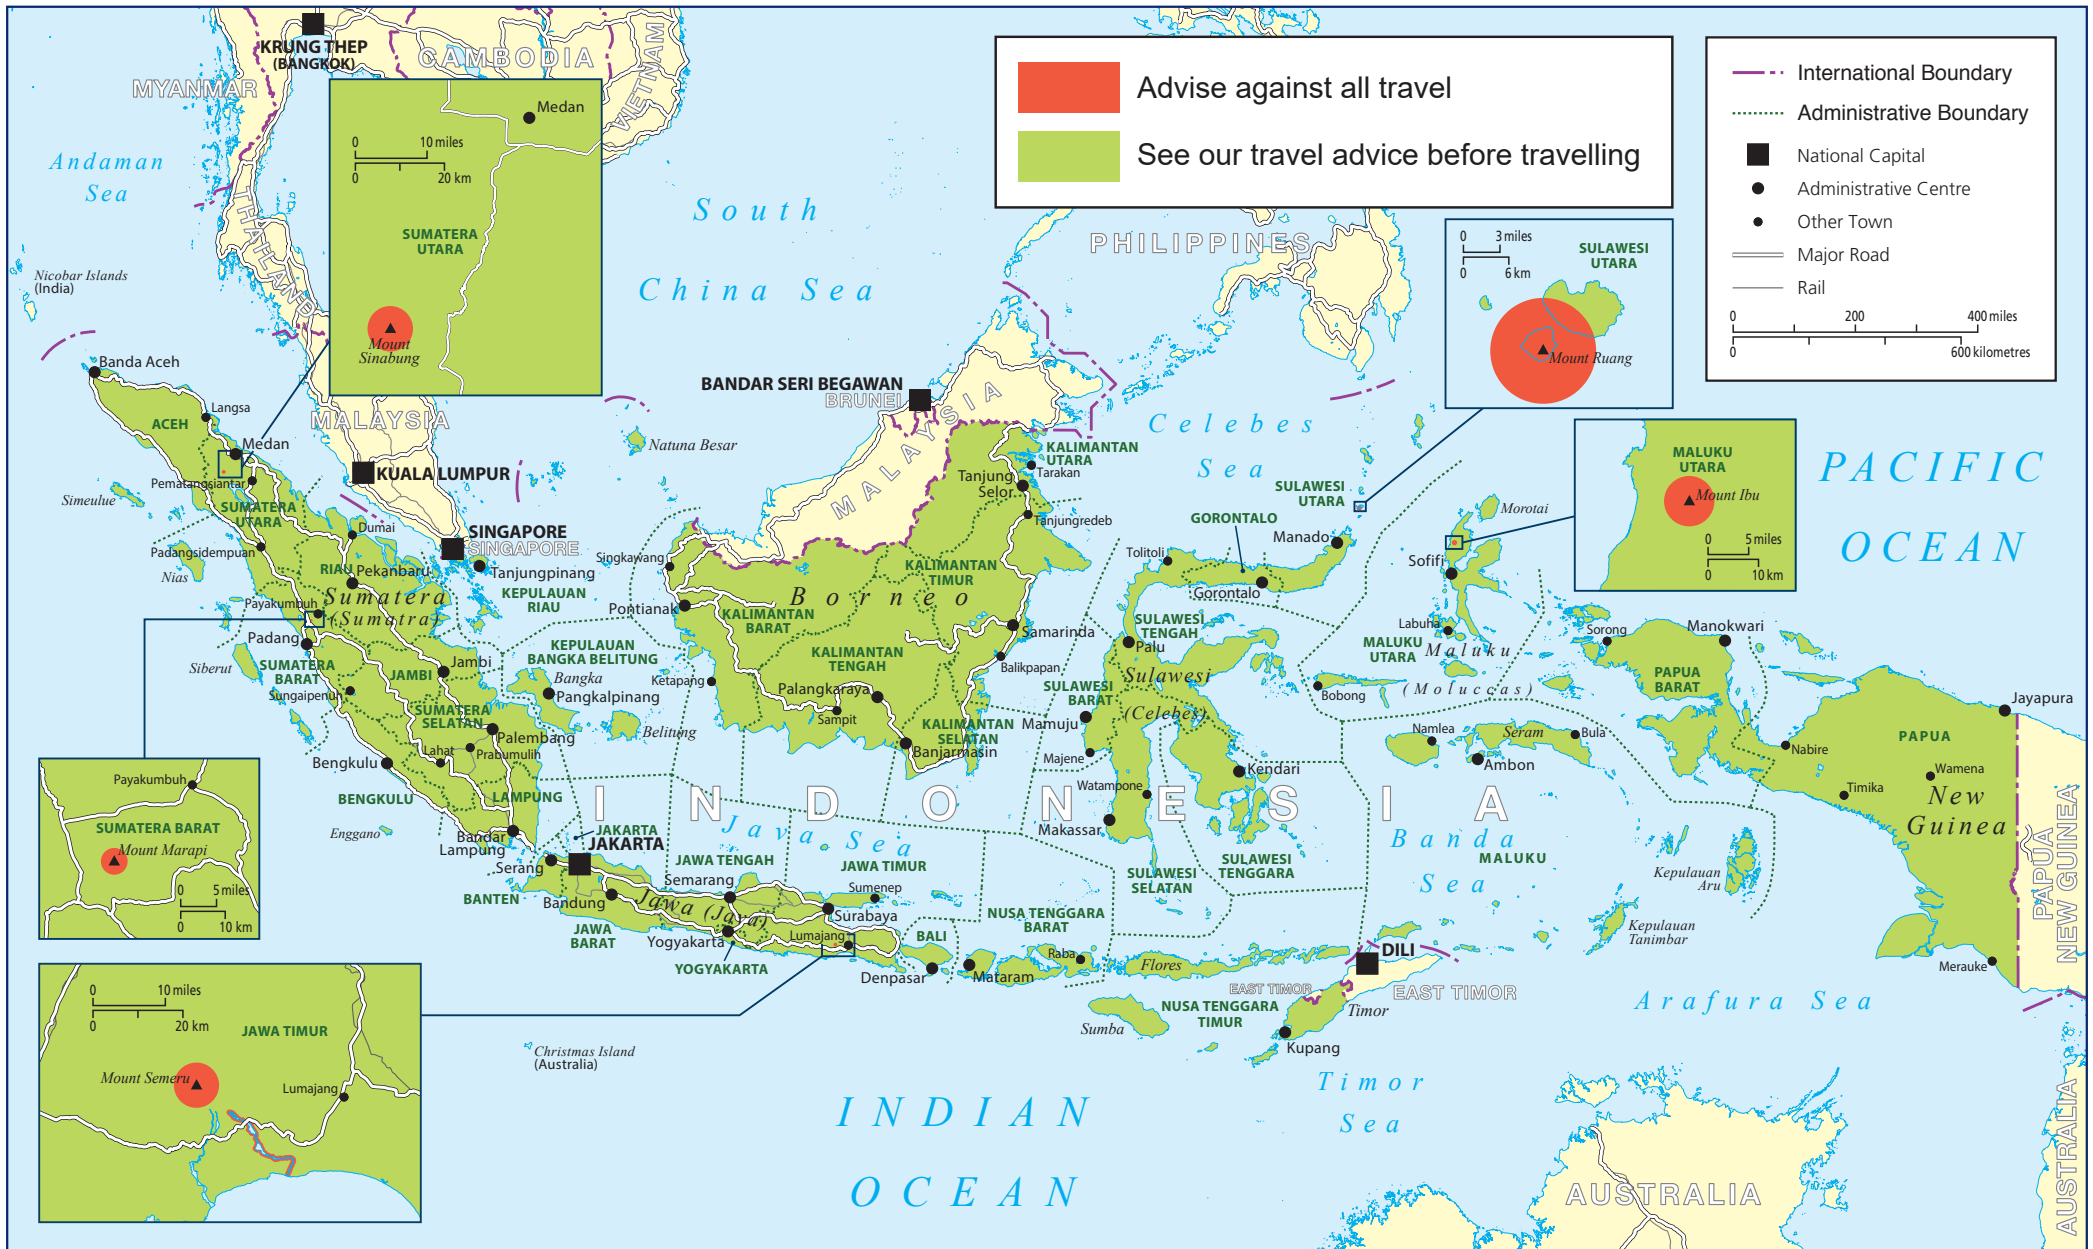 KRUNG THEP
(BANGKOK)
CAMBODIA
VIETNAM
MYANMAR
THAILAND
Andaman
Sea
Nicobar Islands
(India)
Medan
0 10 miles
0 20 km
SUMATERA
UTARA
Mount
Sinabung
South
China Sea
Advise against all travel
See our travel advice before travelling
International Boundary
Administrative Boundary
National Capital
Administrative Centre
Other Town
Major Road
Rail
0 200 400 miles
0 600 kilometres
PHILIPPINES
0 3 miles
0 6 km
SULAWESI
UTARA
Mount Ruang
MALUKU
UTARA
Mount Ibu
0 5 miles
0 10 km
PACIFIC
OCEAN
Celebes
Sea
BANDAR SERI BEGAWAN
BRUNEI
MALAYSIA
MALAYSIA
KUALA LUMPUR
SINGAPORE
SINGAPORE
Natuna Besar
Banda Aceh
Langsa
ACEH
Medan
Pematangsiantar
Simeulue
SUMATERA
UTARA
Dumai
Padangsidempuan
Nias
RIAU
Pekanbaru
Tanjungpinang
KEPULAUAN
RIAU
Payakumbuh
Sumatera
(Sumatra)
Padang
Siberut
SUMATERA
BARAT
Sungaipenuh
JAMBI
Jambi
KEPULAUAN
BANGKA BELITUNG
Bangka
Pangkalpinang
Belitung
SUMATERA
SELATAN
Palembang
Lahat
Prabumulih
Bengkulu
BENGKULU
LAMPUNG
Enggano
Bandar
Lampung
Singkawang
Pontianak
KALIMANTAN
BARAT
Ketapang
Borneo
KALIMANTAN
TIMUR
KALIMANTAN
UTARA
Tarakan
Tanjung
Selor
Tanjungredeb
Samarinda
Balikpapan
KALIMANTAN
TENGAH
Palangkaraya
Sampit
KALIMANTAN
SELATAN
Banjarmasin
Tolitoli
GORONTALO
Gorontalo
SULAWESI
UTARA
Manado
SULAWESI
TENGAH
Palu
Sulawesi
(Celebes)
SULAWESI
BARAT
Mamuju
Majene
Watampone
Makassar
Kendari
SULAWESI
SELATAN
SULAWESI
TENGGARA
Morotai
Sofifi
Labuha
MALUKU
UTARA
Maluku
(Moluccas)
Bobong
Sorong
Manokwari
PAPUA
BARAT
Namlea
Seram
Bula
Ambon
Nabire
Jayapura
PAPUA
Wamena
Timika
New
Guinea
PAPUA
NEW GUINEA
Merauke
INDONESIA
Java Sea
Banda
Sea
MALUKU
Kepulauan
Aru
Kepulauan
Tanimbar
Arafura Sea
JAKARTA
JAKARTA
Serang
BANTEN
Bandung
JAWA
BARAT
JAWA TENGAH
Semarang
Jawa (Java)
Yogyakarta
YOGYAKARTA
JAWA TIMUR
Sumenep
Surabaya
Lumajang
BALI
Denpasar
Mataram
NUSA TENGGARA
BARAT
Raba
Flores
Sumba
NUSA TENGGARA
TIMUR
EAST TIMOR
DILI
EAST TIMOR
Timor
Kupang
Timor
Sea
Payakumbuh
SUMATERA BARAT
Mount Marapi
0 5 miles
0 10 km
0 10 miles
0 20 km
JAWA TIMUR
Mount Semeru
Lumajang
Christmas Island
(Australia)
INDIAN
OCEAN
AUSTRALIA
AUSTRALIA